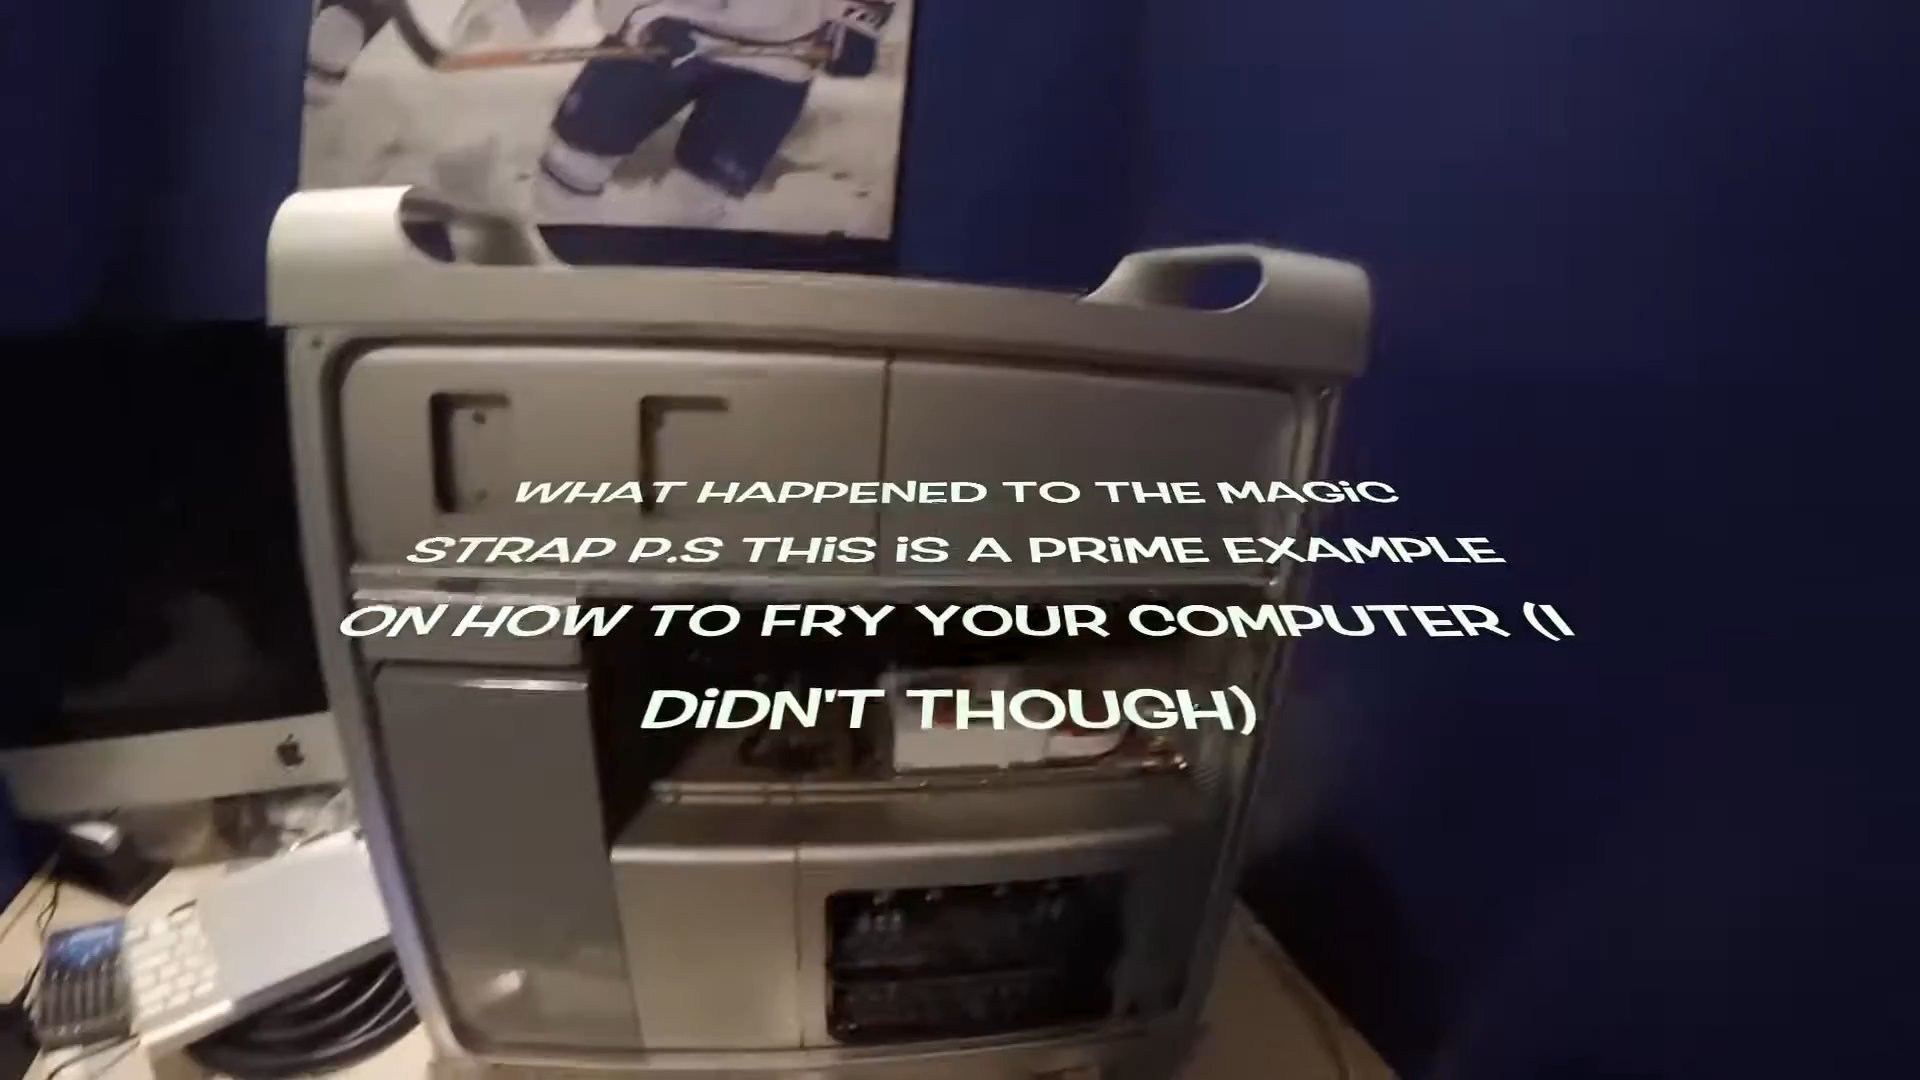 WHAT HAPPENED TO THE MAGiC
STRAP P.S THiS iS A PRiME EXAMPLE
ON HOW TO FRY YOUR COMPUTER (I
DiDN'T THOUGH)